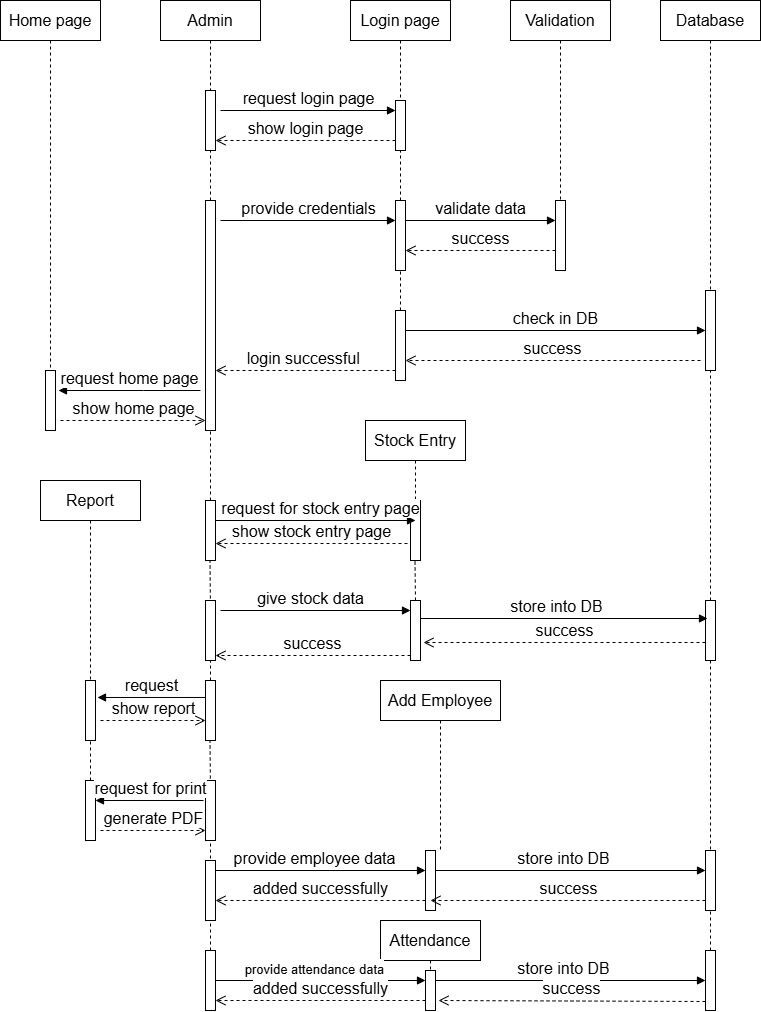 Home page
Admin
Login page
Validation
Database
request login page
show login page
provide credentials
validate data
success
check in DB
success
login successful
request home page
show home page
Stock Entry
Report
request for stock entry page
show stock entry page
give stock data
store into DB
success
success
request
show report
Add Employee
request for print
generate PDF
provide employee data
store into DB
added successfully
success
Attendance
provide attendance data
store into DB
added successfully
success